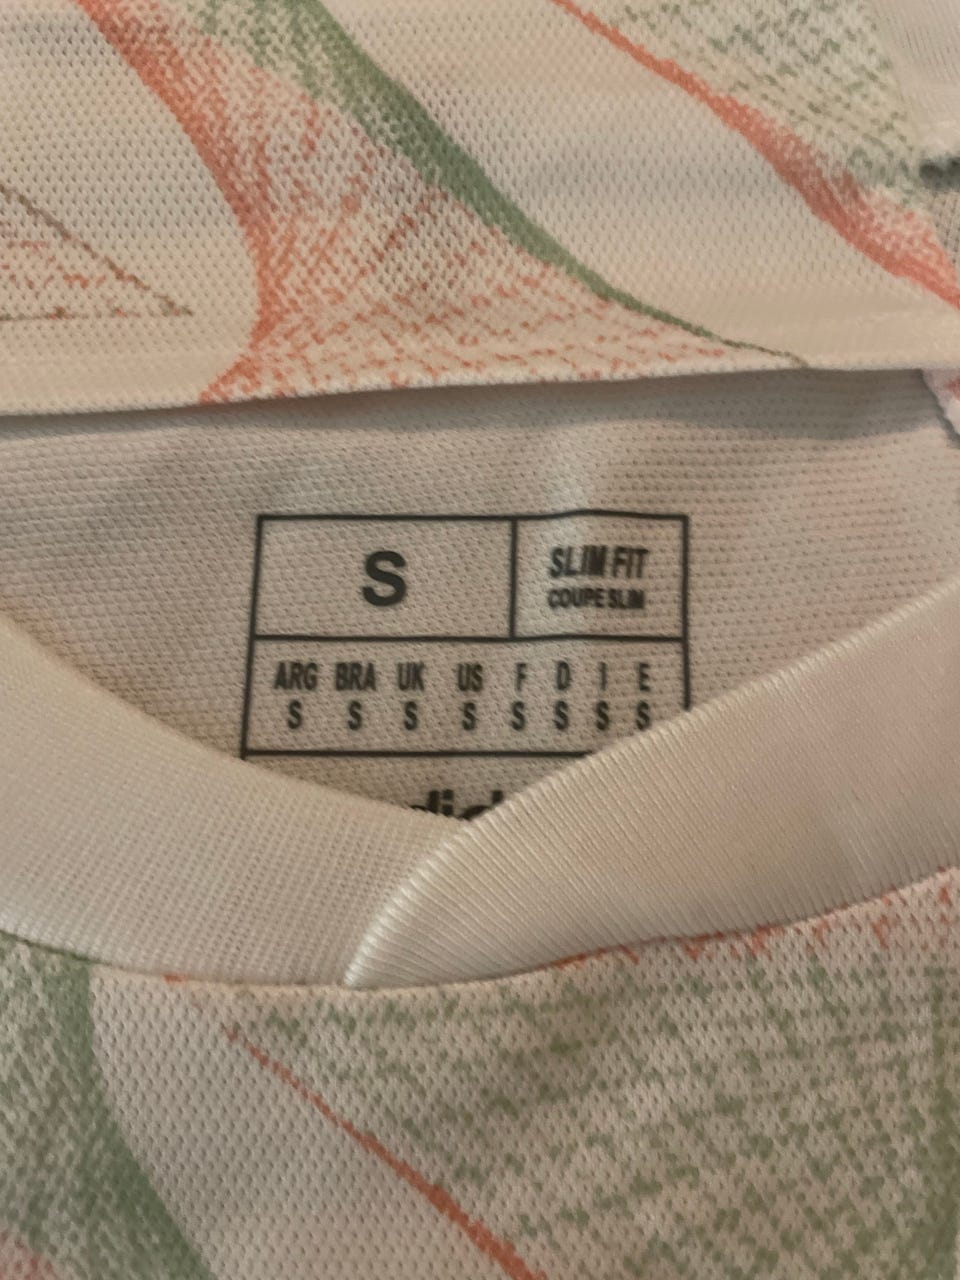 S
SLIM FIT
COUPE SLIM
ARG BRA UK US F D I E
S S S S S S S S